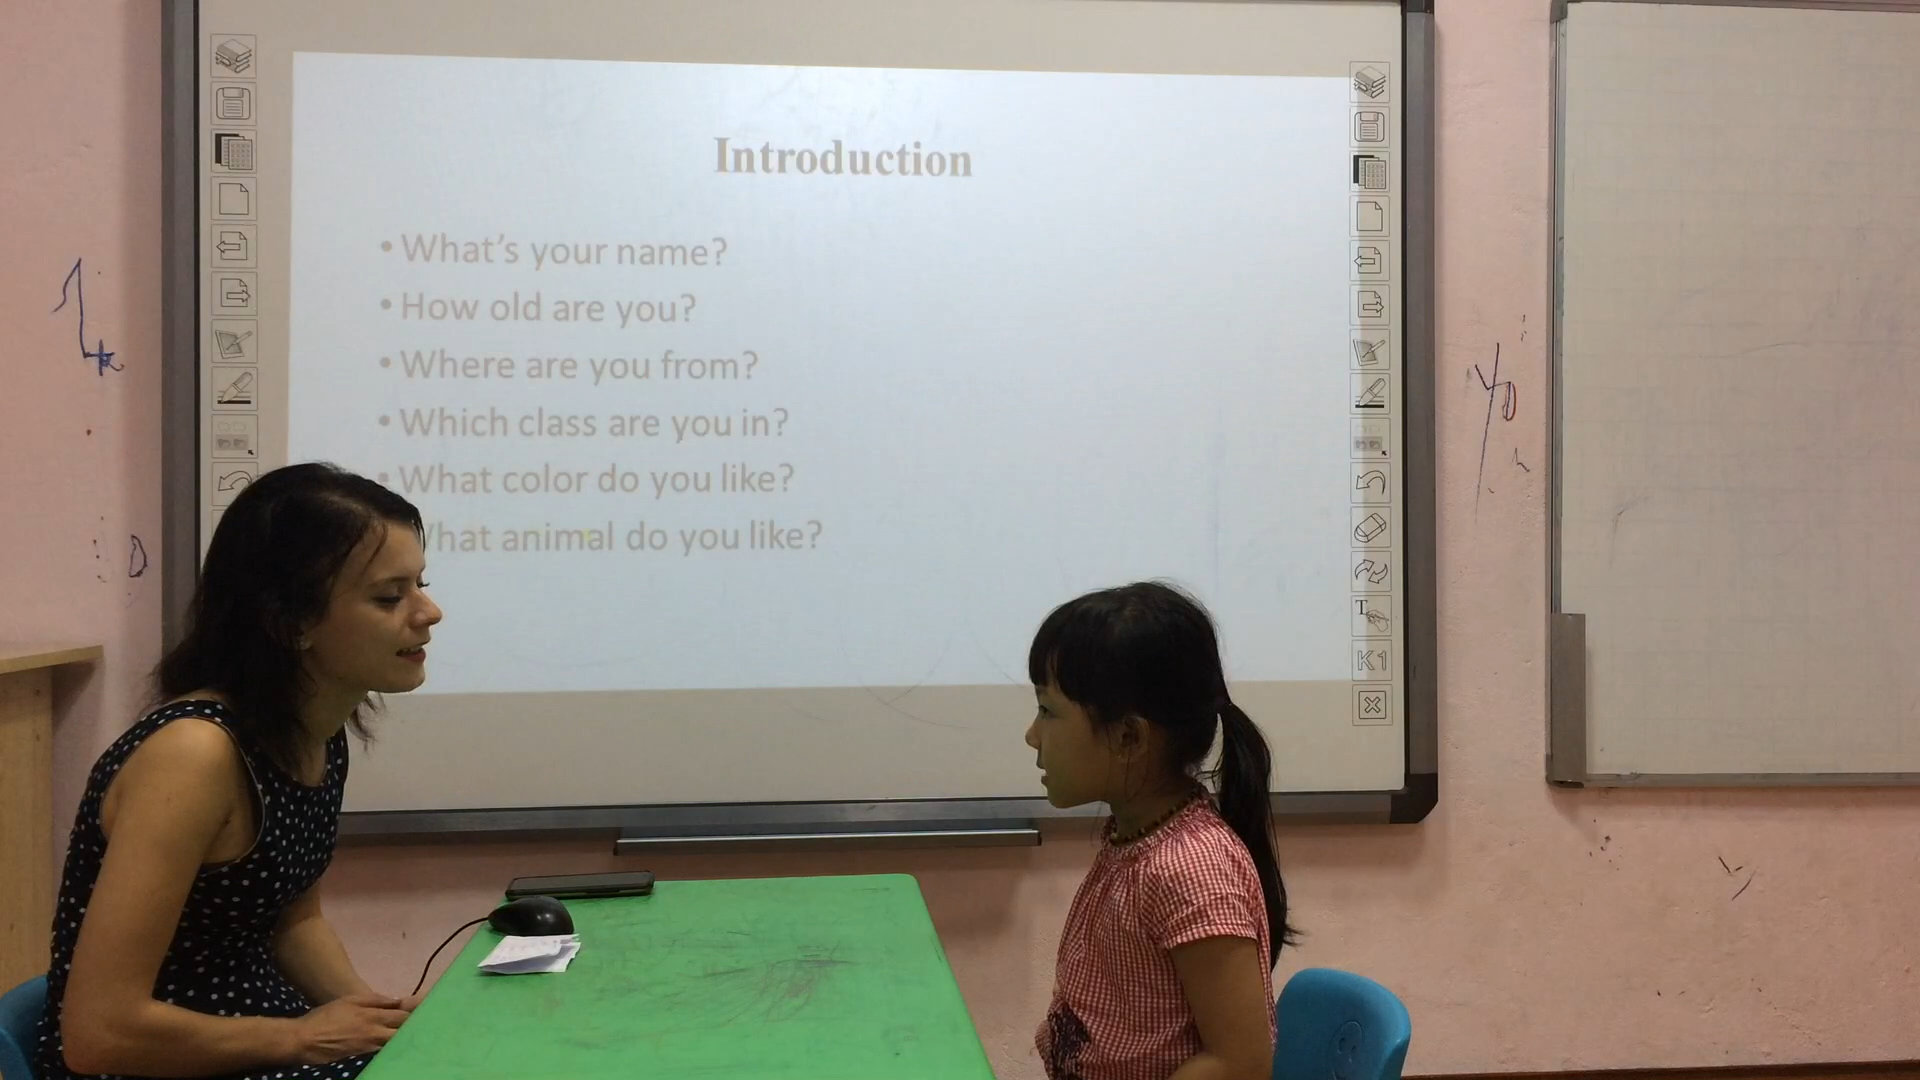 Introduction
• What's your name?
• How old are you?
• Where are you from?
• Which class are you in?
• What color do you like?
What animal do you like?
T
K1